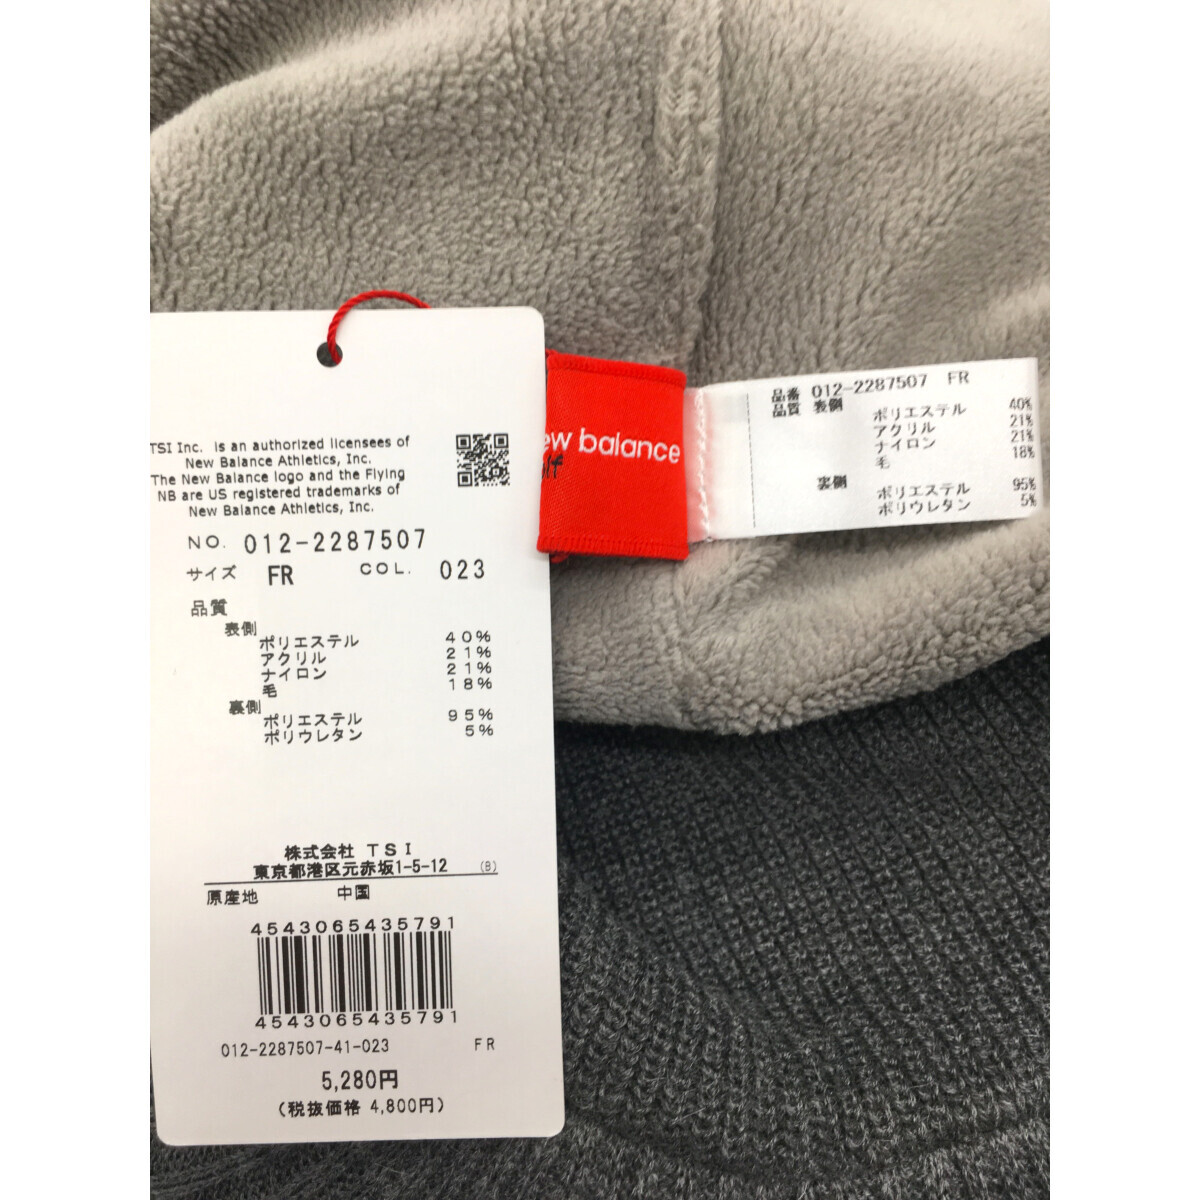 TSI Inc. is an authorized licensees of
New Balance Athletics, Inc.
The New Balance logo and the Flying
NB are US registered trademarks of
New Balance Athletics, Inc.
NO. 012-2287507
サイズ FR COL. 023
品質
表側
ポリエステル 40%
アクリル 21%
ナイロン 21%
毛 18%
裏側
ポリエステル 95%
ポリウレタン 5%
株式会社 TSI
東京都港区元赤坂1-5-12 (B)
原産地 中国
4543065435791
4543065435791
012-2287507-41-023 FR
5,280円
(税抜価格 4,800円)
ew balance
olf
品番 012-2287507 FR
品質 表側
ポリエステル 40%
アクリル 21%
ナイロン 21%
毛 18%
裏側
ポリエステル 95%
ポリウレタン 5%